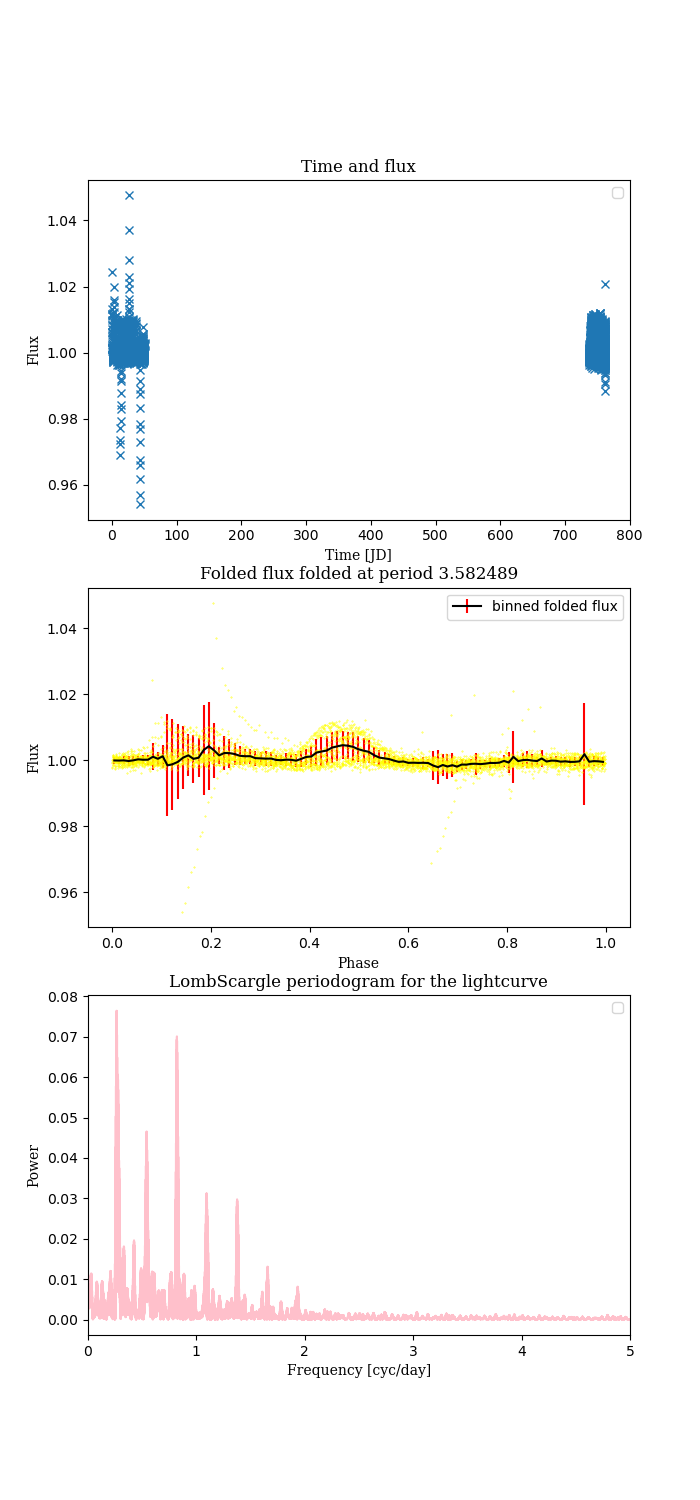 Time and flux
1.04
1.02
1.00
0.98
0.96
Flux
0 100 200 300 400 500 600 700 800
Time [JD]
Folded flux folded at period 3.582489
binned folded flux
1.04
1.02
1.00
0.98
0.96
Flux
0.0 0.2 0.4 0.6 0.8 1.0
Phase
LombScargle periodogram for the lightcurve
0.08
0.07
0.06
0.05
0.04
0.03
0.02
0.01
0.00
Power
0 1 2 3 4 5
Frequency [cyc/day]